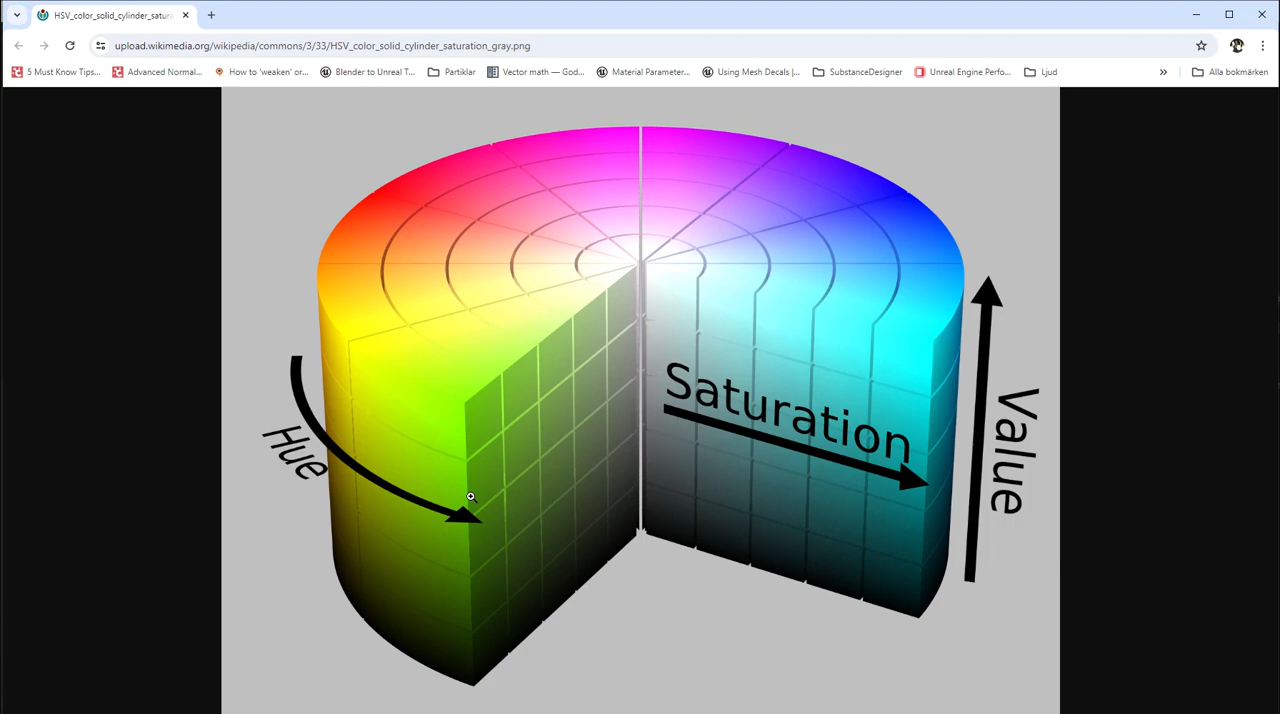 HSV_color_solid_cylinder_satura
upload.wikimedia.org/wikipedia/commons/3/33/HSV_color_solid_cylinder_saturation_gray.png
5 Must Know Tips...
Advanced Normal...
How to 'weaken' or...
Blender to Unreal T...
Partiklar
Vector math — God...
Material Parameter...
Using Mesh Decals |...
SubstanceDesigner
Unreal Engine Perfo...
Ljud
Alla bokmärken
Saturation
Hue
Value